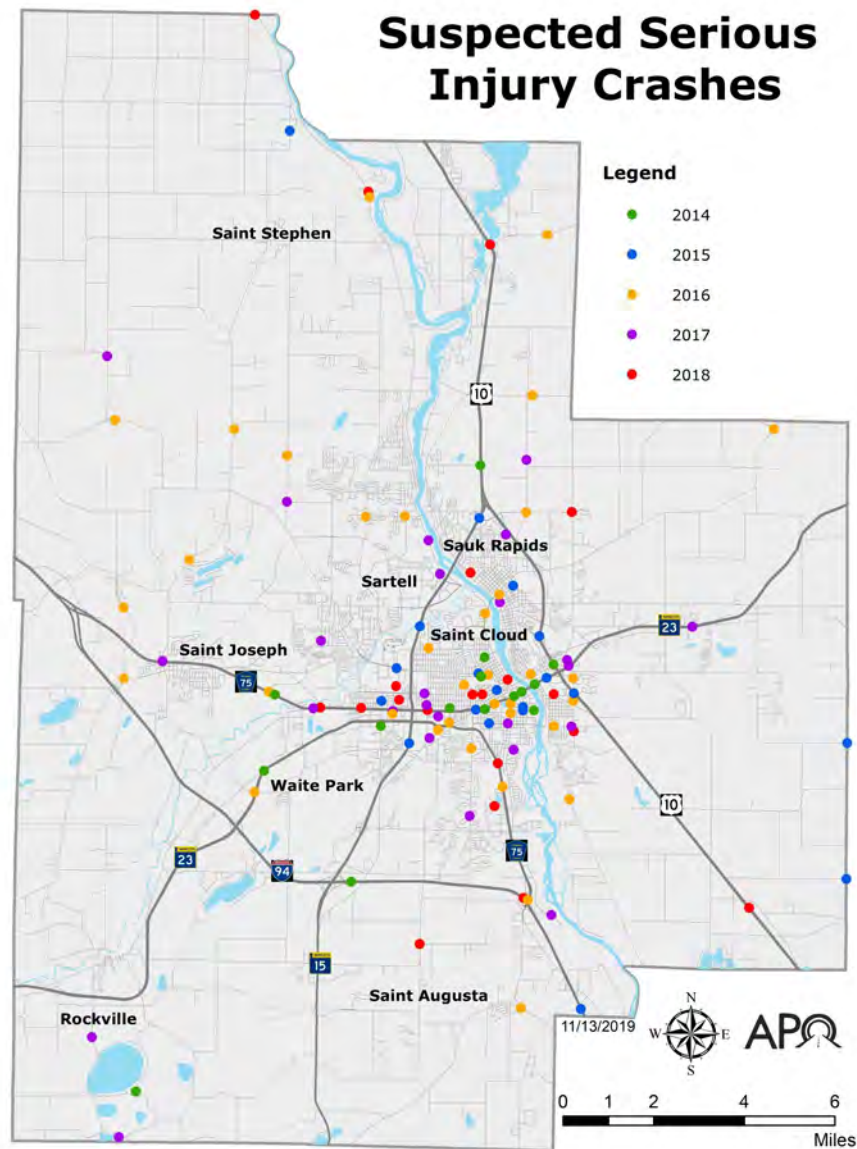 Suspected Serious
Injury Crashes
Legend
2014
2015
2016
2017
2018
Saint Stephen
10
Sauk Rapids
Sartell
Saint Cloud
23
Saint Joseph
75
Waite Park
10
23
94
75
15
Saint Augusta
Rockville
11/13/2019
N
W E
S
APO
0 1 2 4 6
Miles